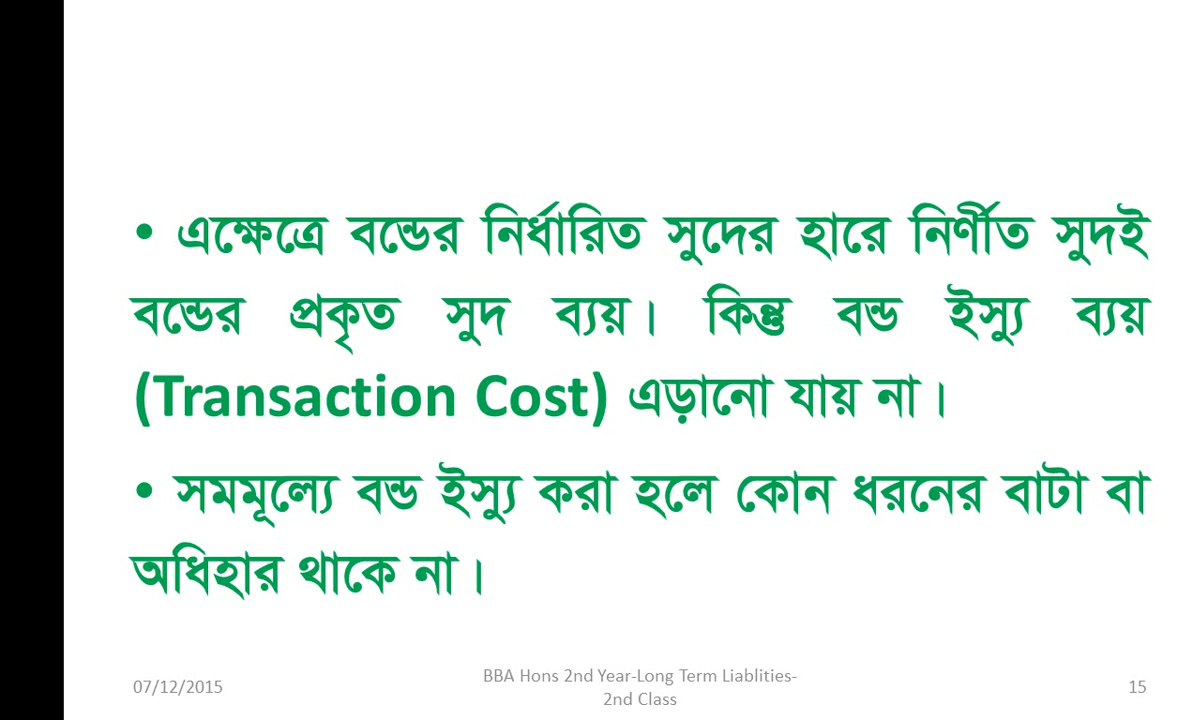 • এক্ষেত্রে বন্ডের নির্ধারিত সুদের হারে নির্ণীত সুদই
বন্ডের প্রকৃত সুদ ব্যয়। কিন্তু বন্ড ইস্যু ব্যয়
(Transaction Cost) এড়ানো যায় না।
• সমমূল্যে বন্ড ইস্যু করা হলে কোন ধরনের বাটা বা
অধিহার থাকে না।
07/12/2015
BBA Hons 2nd Year-Long Term Liablities-
2nd Class
15